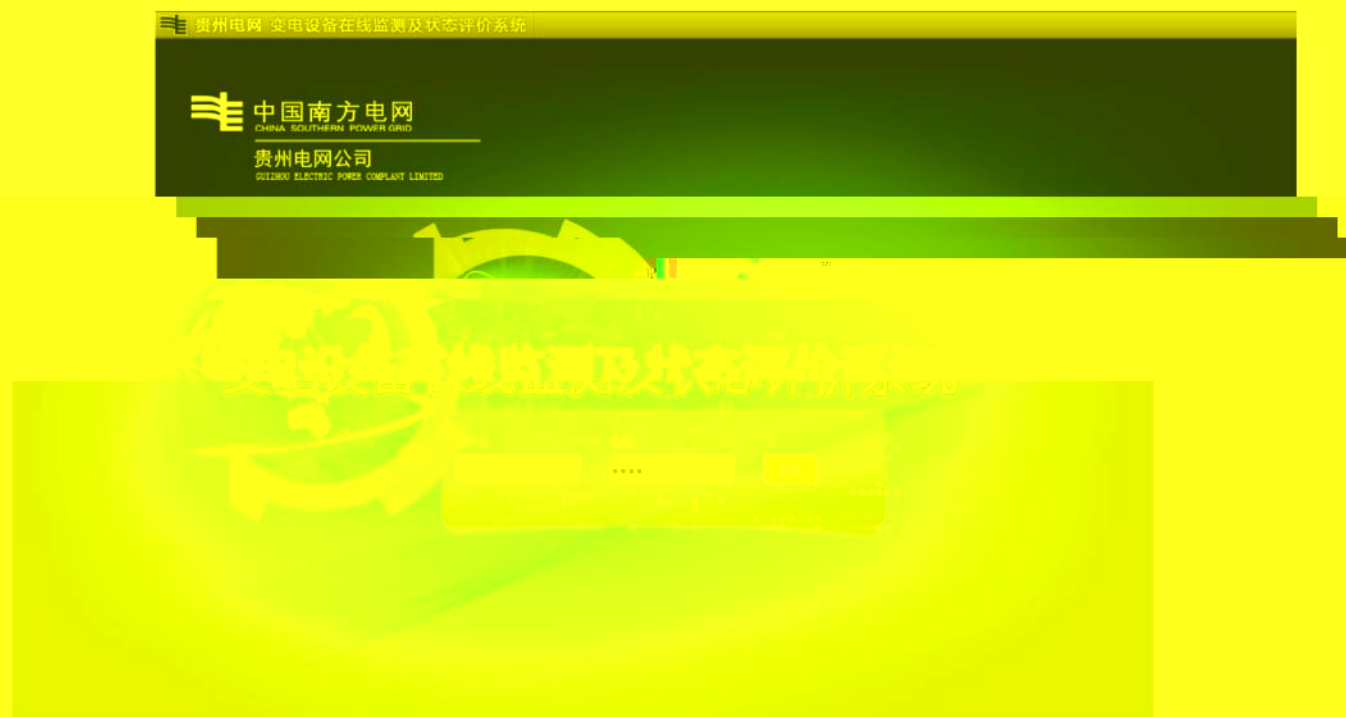 贵州电网 变电设备在线监测及状态评价系统
中国南方电网
CHINA SOUTHERN POWER GRID
贵州电网公司
GUIZHOU ELECTRIC POWER COMPLANT LIMITED
变电设备在线监测及状态评价系统